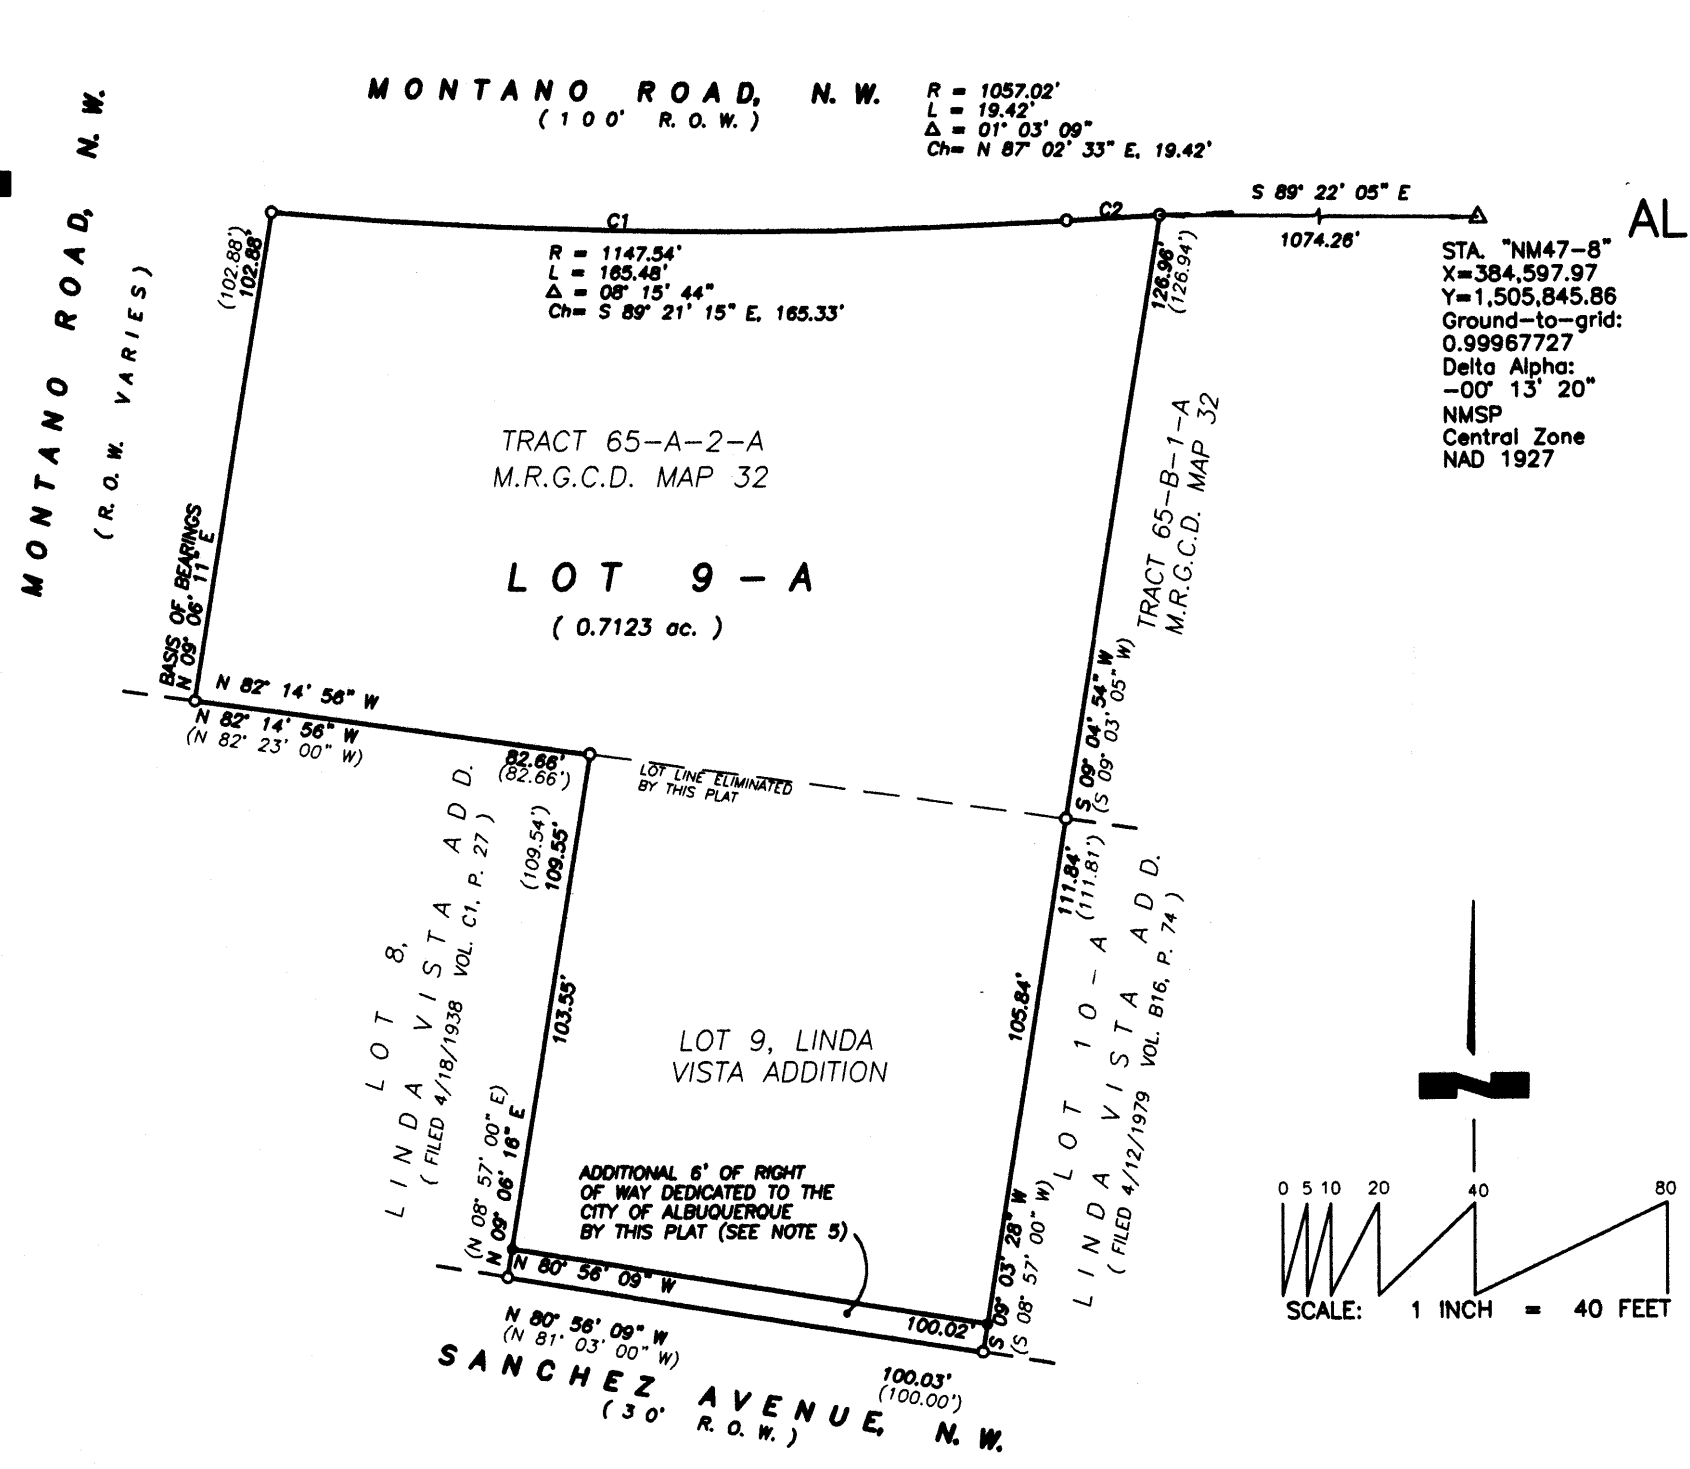 MONTANO ROAD, N.W.
(100' R.O.W.)
R = 1057.02'
L = 19.42'
Δ = 01° 03' 09"
Ch= N 87° 02' 33" E, 19.42'
MONTANO ROAD, N.W.
(R.O.W. VARIES)
S 89° 22' 05" E
1074.26'
AL
STA. "NM47-8"
X=384,597.97
Y=1,505,845.86
Ground-to-grid:
0.99967727
Delta Alpha:
-00° 13' 20"
NMSP
Central Zone
NAD 1927
C1
C2
R = 1147.54'
L = 165.48'
Δ = 08° 15' 44"
Ch= S 89° 21' 15" E, 165.33'
(102.88')
102.88'
126.96'
(126.94')
TRACT 65-A-2-A
M.R.G.C.D. MAP 32
LOT 9-A
( 0.7123 ac. )
TRACT 65-B-1-A
M.R.G.C.D. MAP 32
BASIS OF BEARINGS
N 09° 06' 11" E
N 82° 14' 56" W
N 82° 14' 56" W
(N 82° 23' 00" W)
82.66'
(82.66')
LOT LINE ELIMINATED
BY THIS PLAT
S 09° 04' 54" W
(S 09° 03' 05" W)
(109.54')
109.55'
111.84'
(111.81')
LOT 8,
LINDA VISTA ADD.
( FILED 4/18/1938 VOL. C1, P. 27 )
103.55'
105.84'
LOT 9, LINDA
VISTA ADDITION
LOT 10-A
LINDA VISTA ADD.
( FILED 4/12/1979 VOL. B16, P. 74 )
(N 08° 57' 00" E)
N 09° 06' 16" E
ADDITIONAL 6' OF RIGHT
OF WAY DEDICATED TO THE
CITY OF ALBUQUERQUE
BY THIS PLAT (SEE NOTE 5)
S 09° 03' 28" W
(S 08° 57' 00" W)
N 80° 56' 09" W
100.02'
N 80° 56' 09" W
(N 81° 03' 00" W)
100.03'
(100.00')
SANCHEZ AVENUE, N.W.
(30' R.O.W.)
N
0 5 10 20 40 80
SCALE: 1 INCH = 40 FEET